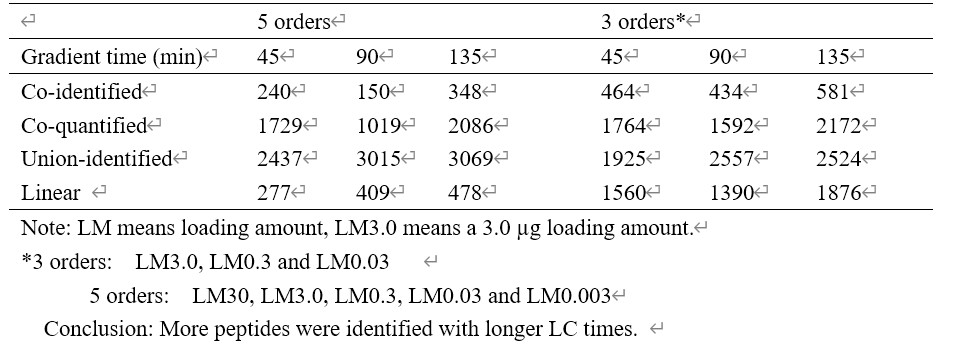 5 orders 3 orders*
Gradient time (min) 45 90 135 45 90 135
Co-identified 240 150 348 464 434 581
Co-quantified 1729 1019 2086 1764 1592 2172
Union-identified 2437 3015 3069 1925 2557 2524
Linear 277 409 478 1560 1390 1876
Note: LM means loading amount, LM3.0 means a 3.0 µg loading amount.
*3 orders: LM3.0, LM0.3 and LM0.03
5 orders: LM30, LM3.0, LM0.3, LM0.03 and LM0.003
Conclusion: More peptides were identified with longer LC times.